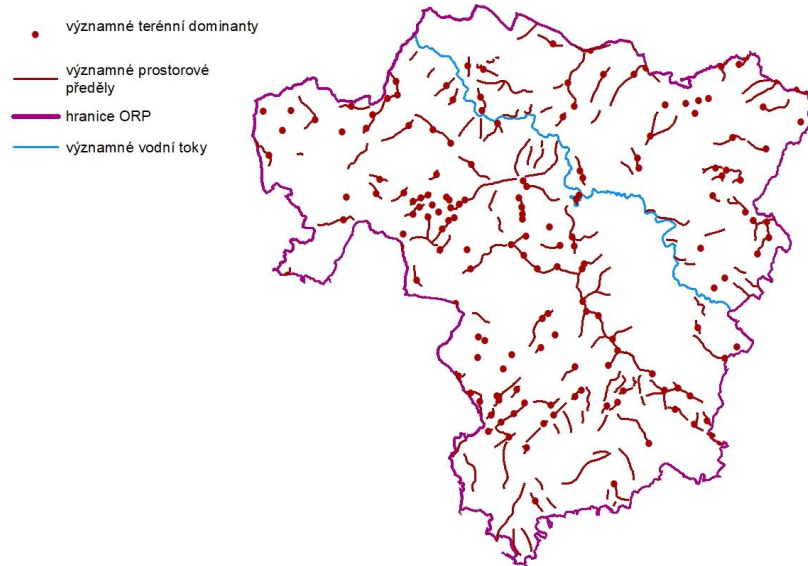 významné terénní dominanty
významné prostorové
předěly
hranice ORP
významné vodní toky